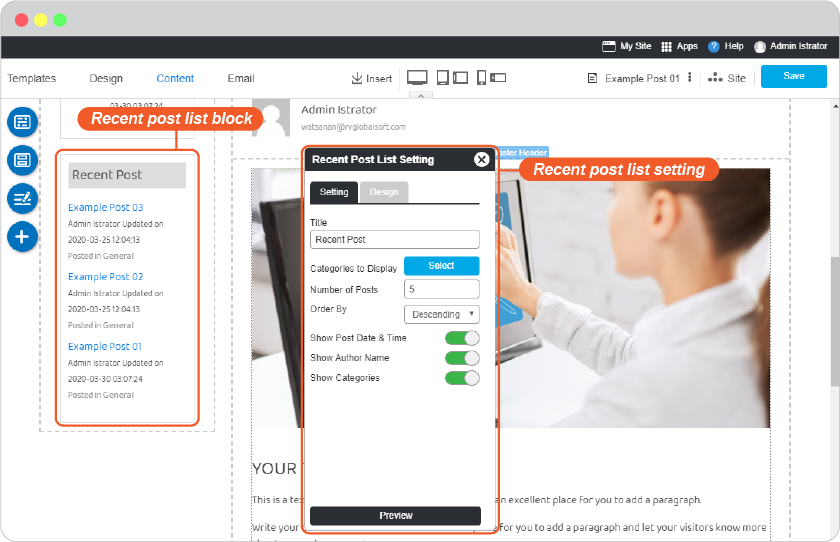 My Site Apps ? Help Admin Istrator
Templates Design Content Email Insert Example Post 01 Site Save
03-30 03:07:24
Recent post list block
Admin Istrator
watsanan@rvglobalsoft.com
Recent Post
Example Post 03
Admin Istrator Updated on
2020-03-25 12:04:13
Posted in General
Example Post 02
Admin Istrator Updated on
2020-03-25 12:04:13
Posted in General
Example Post 01
Admin Istrator Updated on
2020-03-30 03:07:24
Posted in General
Header
Recent post list setting
Recent Post List Setting
Setting Design
Title
Recent Post
Categories to Display Select
Number of Posts 5
Order By Descending
Show Post Date & Time
Show Author Name
Show Categories
Preview
YOUR
This is a
an excellent place for you to add a paragraph.
Write your
for you to add a paragraph and let your visitors know more